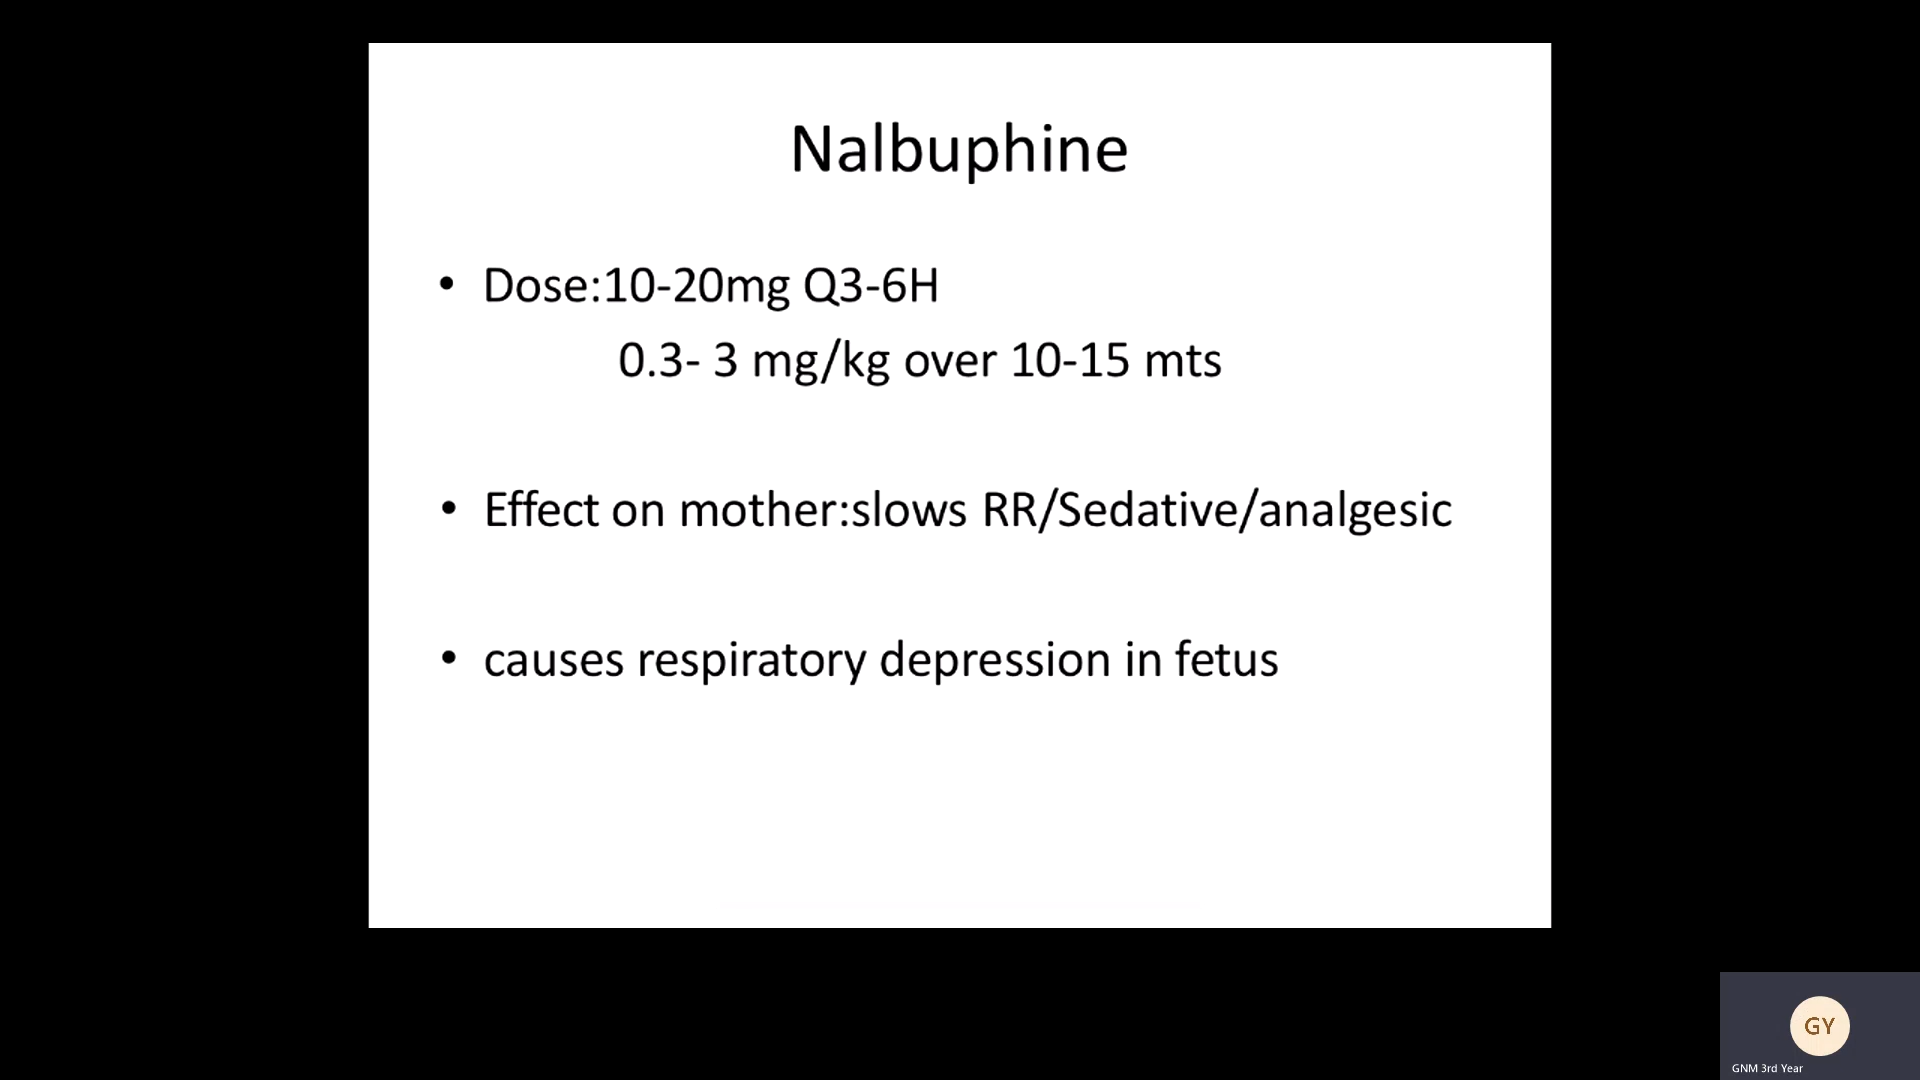 Nalbuphine
• Dose:10-20mg Q3-6H
0.3- 3 mg/kg over 10-15 mts
• Effect on mother:slows RR/Sedative/analgesic
• causes respiratory depression in fetus
GY
GNM 3rd Year